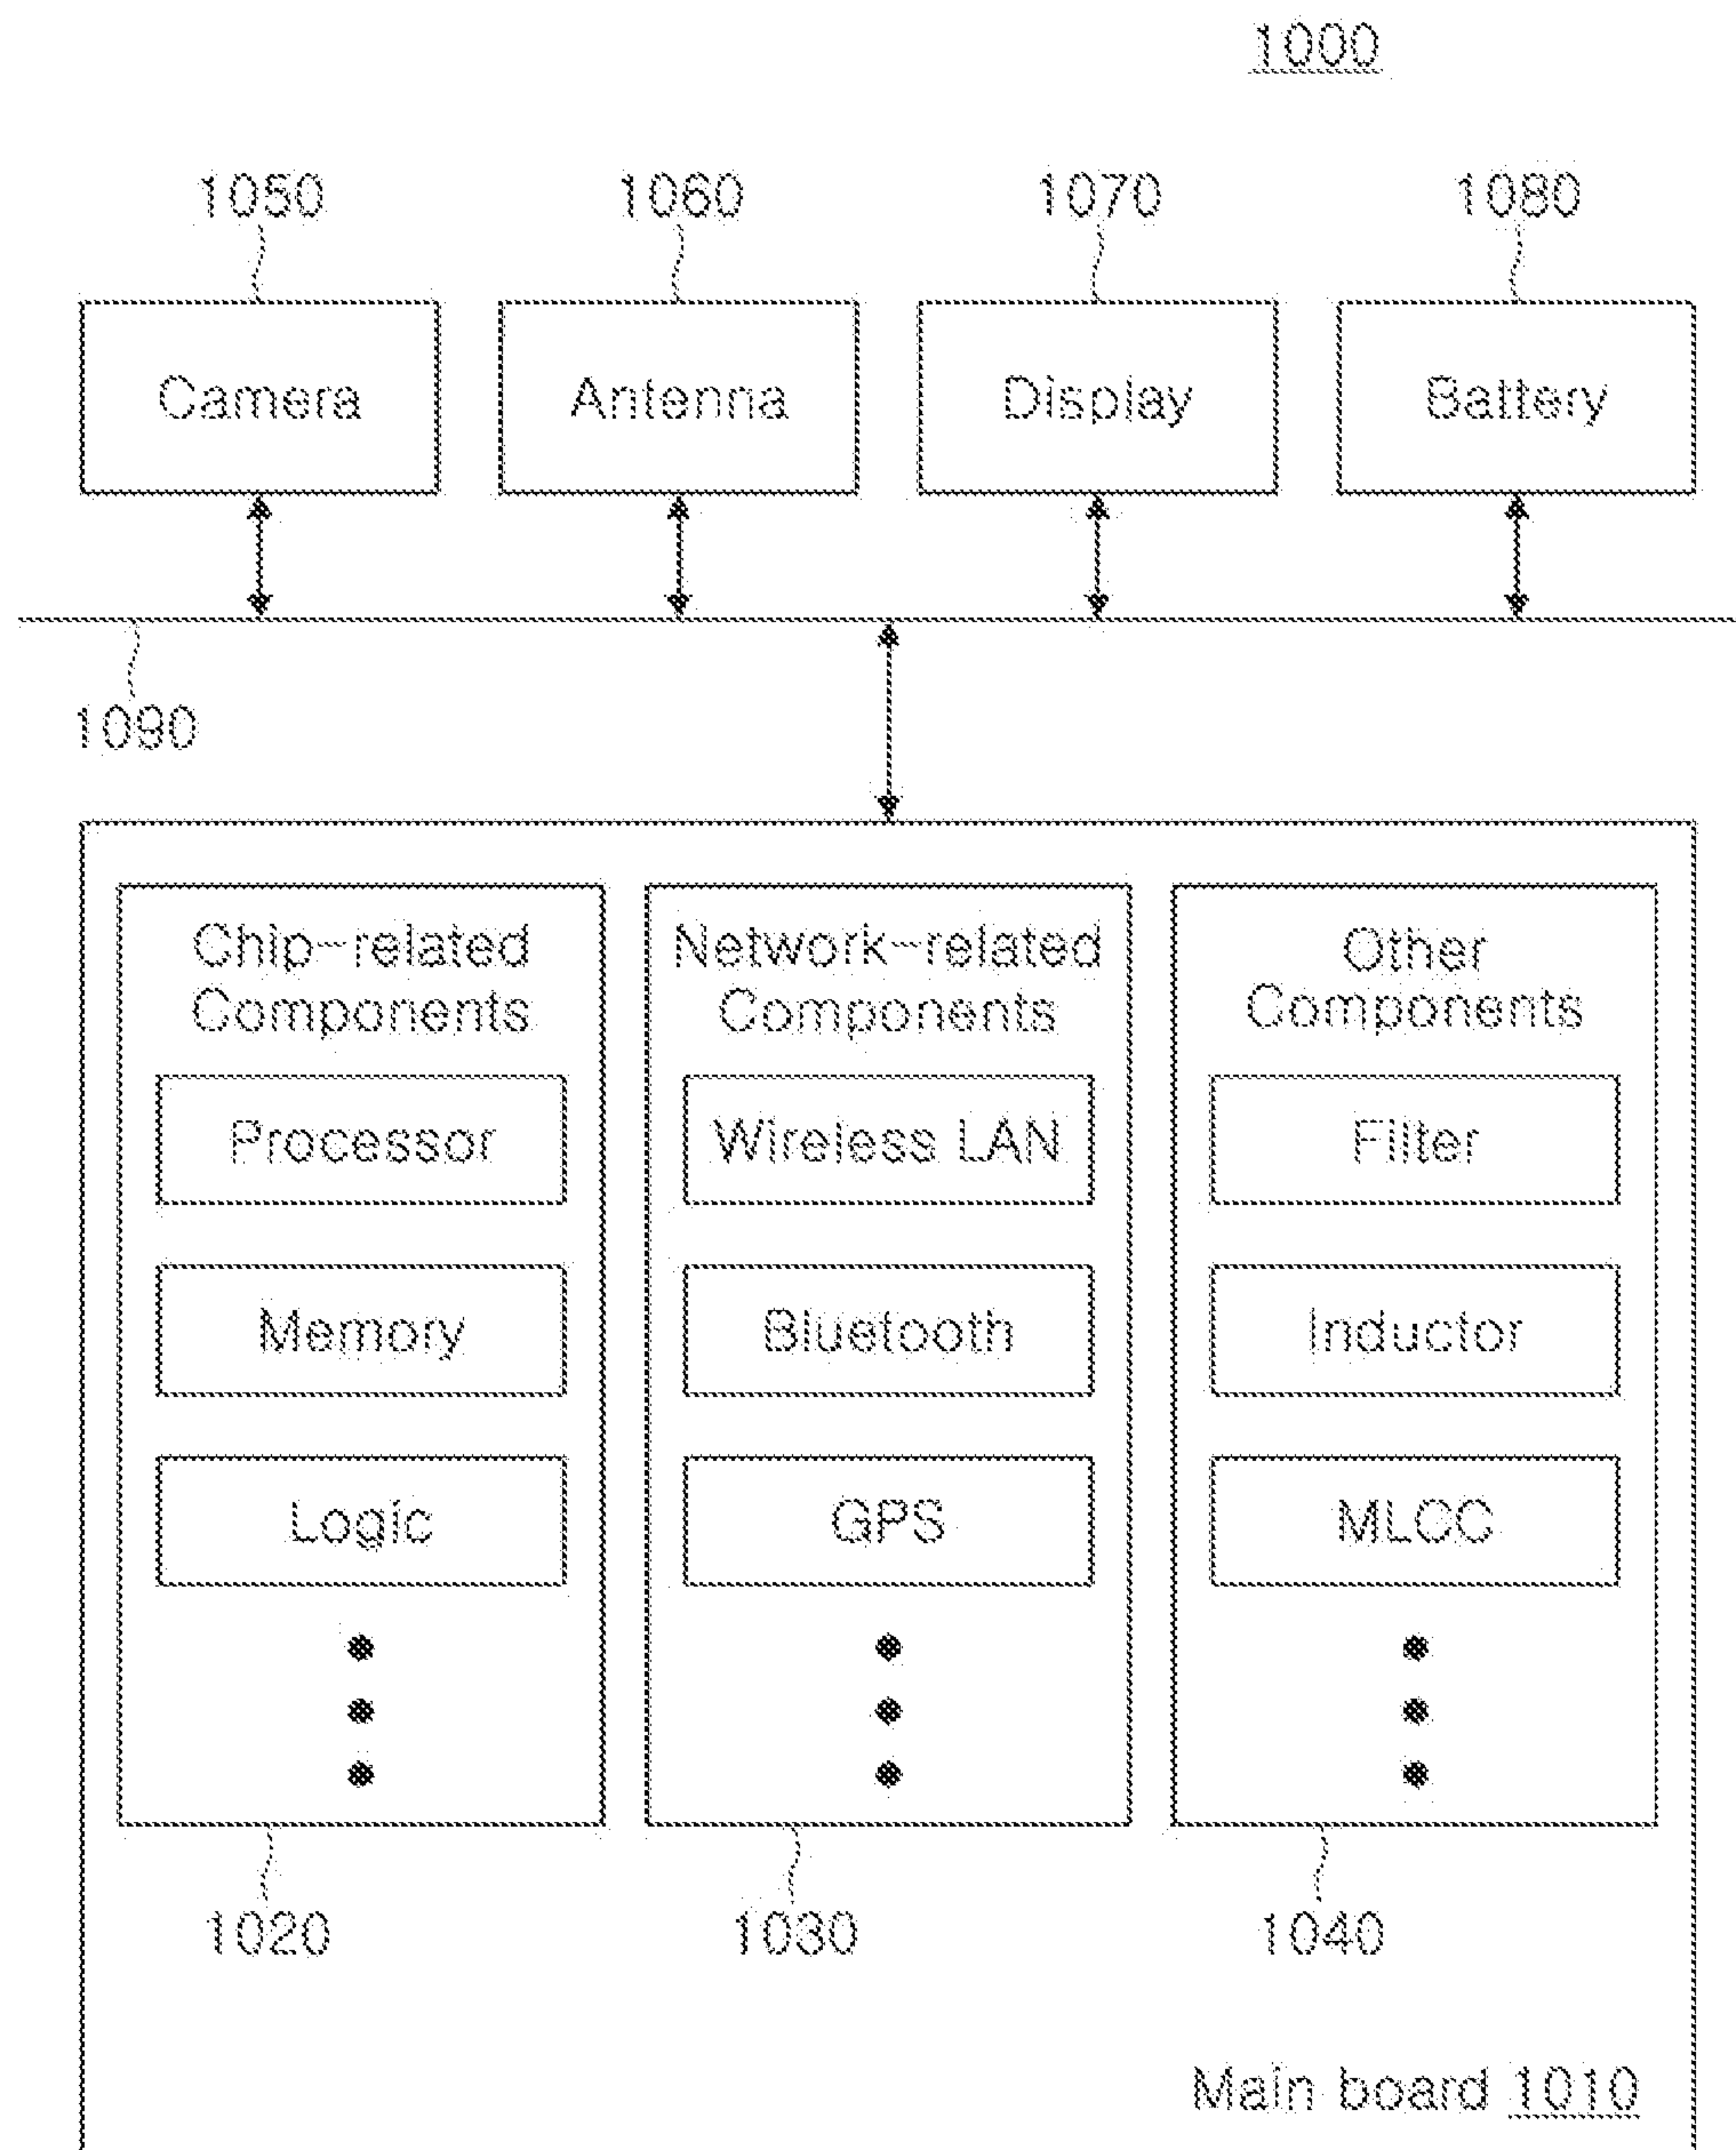 1000
1050 1060 1070 1080
Camera Antenna Display Battery
1090
Chip-related Network-related Other
Components Components Components
Processor Wireless LAN Filter
Memory Bluetooth Inductor
Logic GPS MLCC
1020 1030 1040
Main board 1010